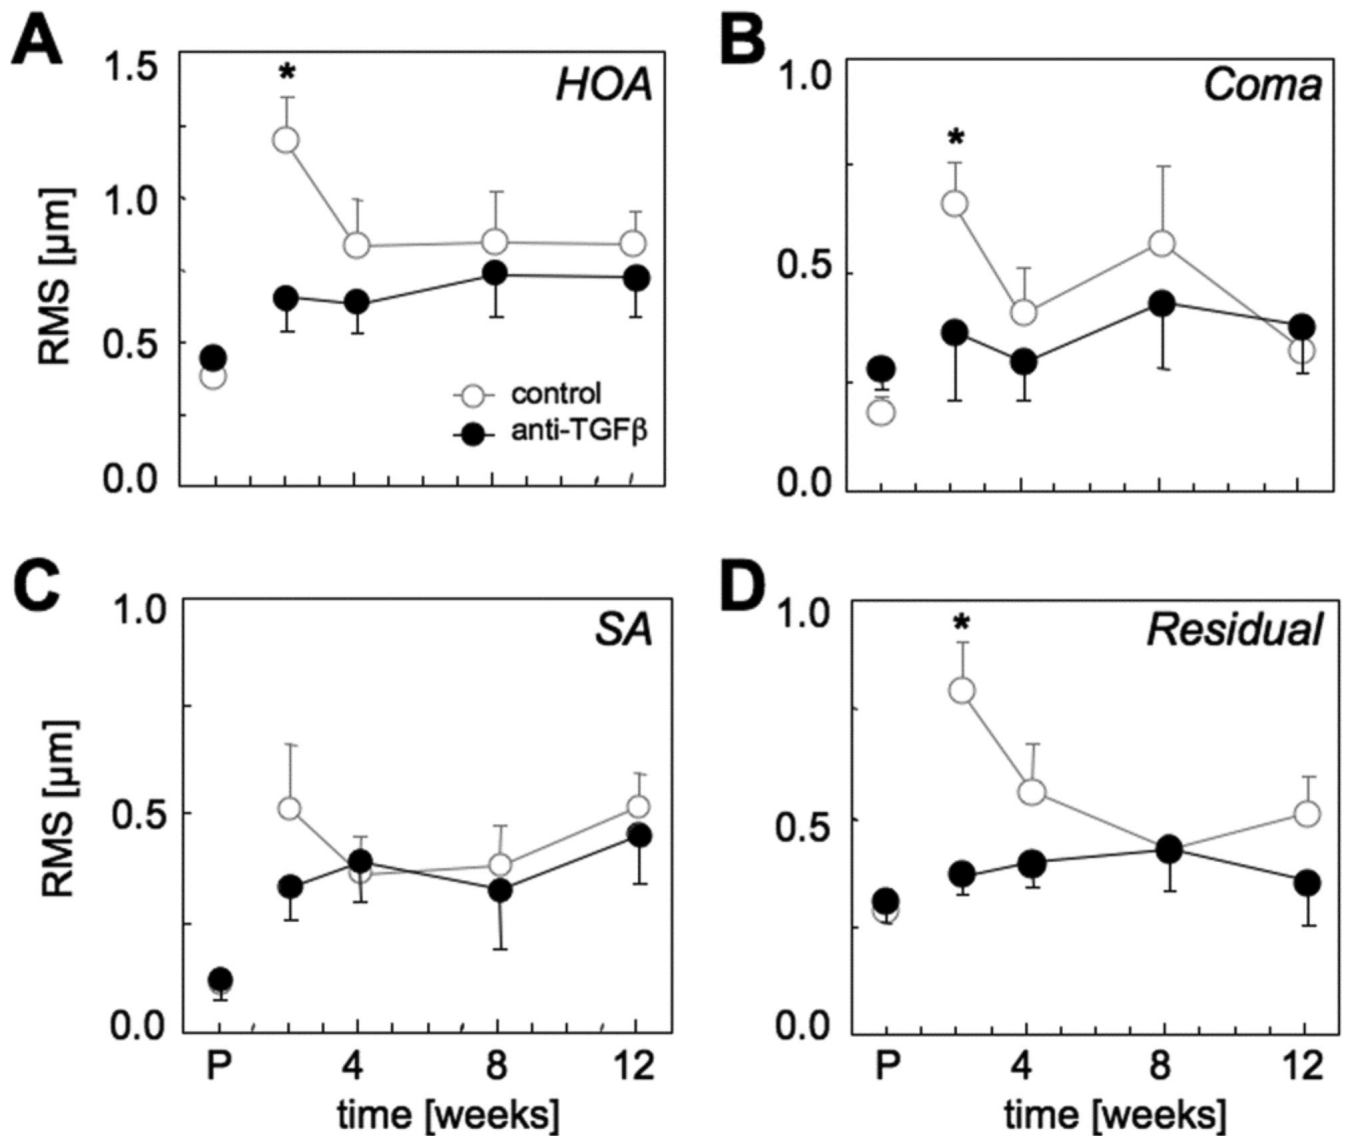 A
HOA
*
1.5
1.0
0.5
0.0
RMS [µm]
control
anti-TGFβ
B
Coma
*
1.0
0.5
0.0
C
SA
1.0
0.5
0.0
RMS [µm]
P 4 8 12
time [weeks]
D
Residual
*
1.0
0.5
0.0
P 4 8 12
time [weeks]